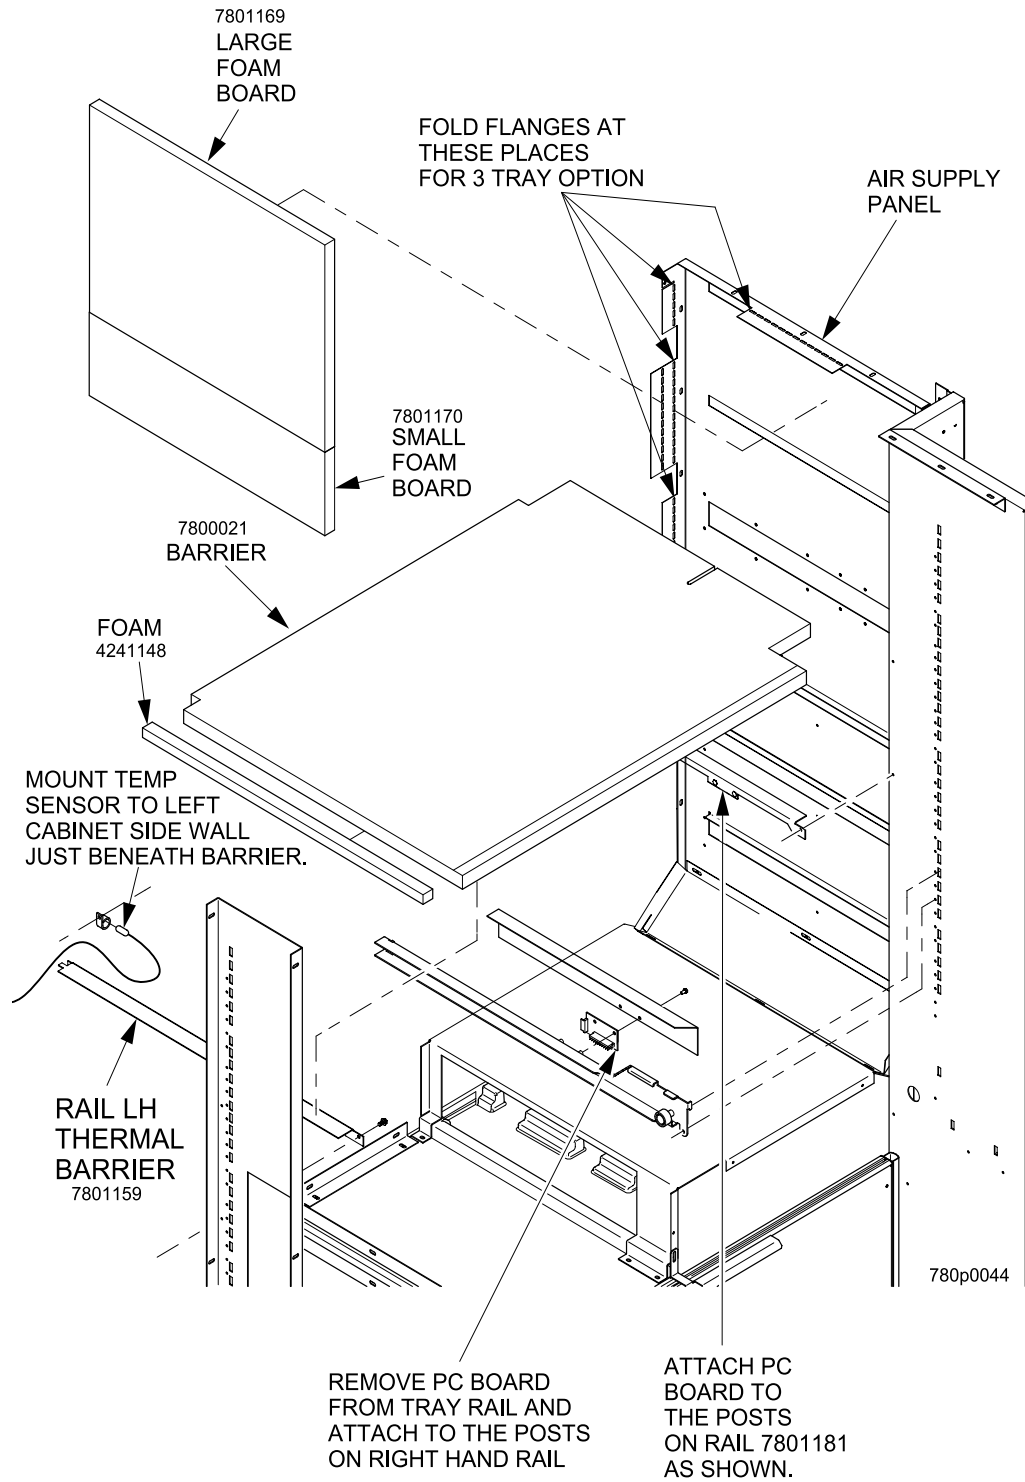 7801169
LARGE
FOAM
BOARD
FOLD FLANGES AT
THESE PLACES
FOR 3 TRAY OPTION
AIR SUPPLY
PANEL
7801170
SMALL
FOAM
BOARD
7800021
BARRIER
FOAM
4241148
MOUNT TEMP
SENSOR TO LEFT
CABINET SIDE WALL
JUST BENEATH BARRIER.
RAIL LH
THERMAL
BARRIER
7801159
780p0044
REMOVE PC BOARD
FROM TRAY RAIL AND
ATTACH TO THE POSTS
ON RIGHT HAND RAIL
ATTACH PC
BOARD TO
THE POSTS
ON RAIL 7801181
AS SHOWN.